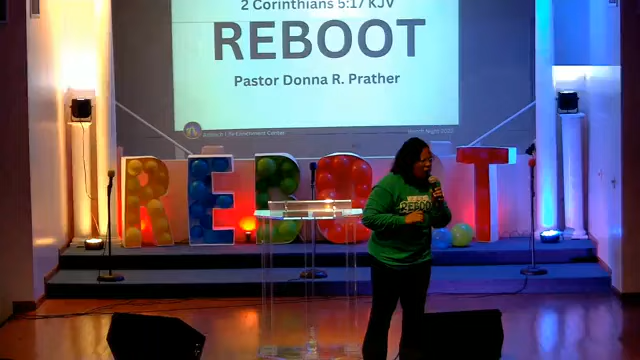 2 Corinthians 5:17 KJV
REBOOT
Pastor Donna R. Prather
REBOOT
REBOOT